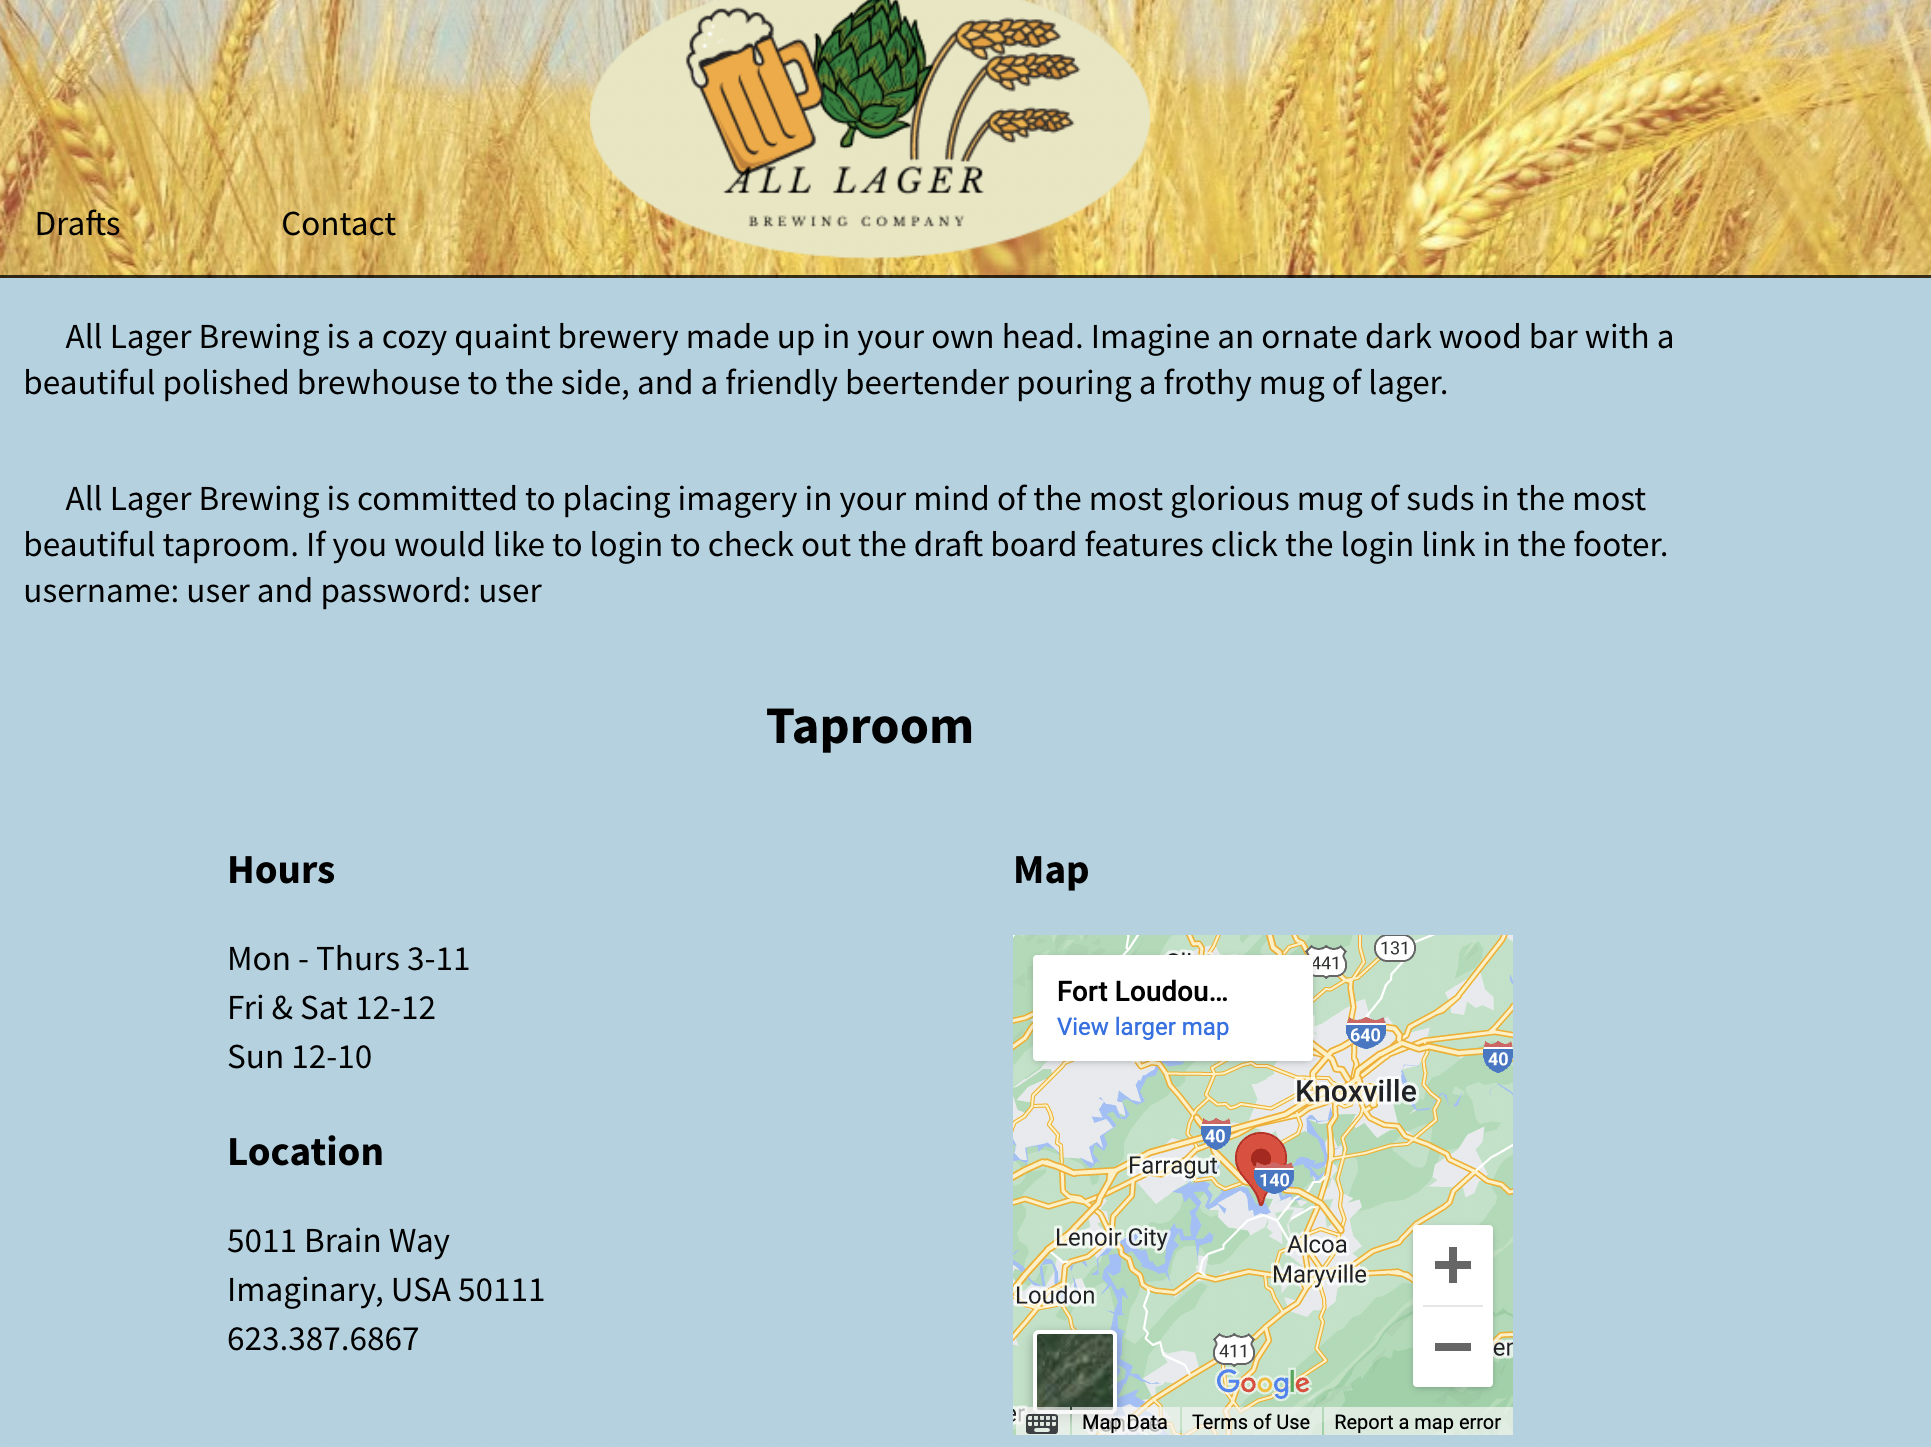 ALL LAGER
BREWING COMPANY
Drafts
Contact
All Lager Brewing is a cozy quaint brewery made up in your own head. Imagine an ornate dark wood bar with a
beautiful polished brewhouse to the side, and a friendly beertender pouring a frothy mug of lager.
All Lager Brewing is committed to placing imagery in your mind of the most glorious mug of suds in the most
beautiful taproom. If you would like to login to check out the draft board features click the login link in the footer.
username: user and password: user
Taproom
Hours
Mon - Thurs 3-11
Fri & Sat 12-12
Sun 12-10
Location
5011 Brain Way
Imaginary, USA 50111
623.387.6867
Map
131
441
Fort Loudou...
View larger map
640
40
Knoxville
40
Farragut
140
Lenoir City
Alcoa
Maryville
Loudon
411
Google
Map Data
Terms of Use
Report a map error